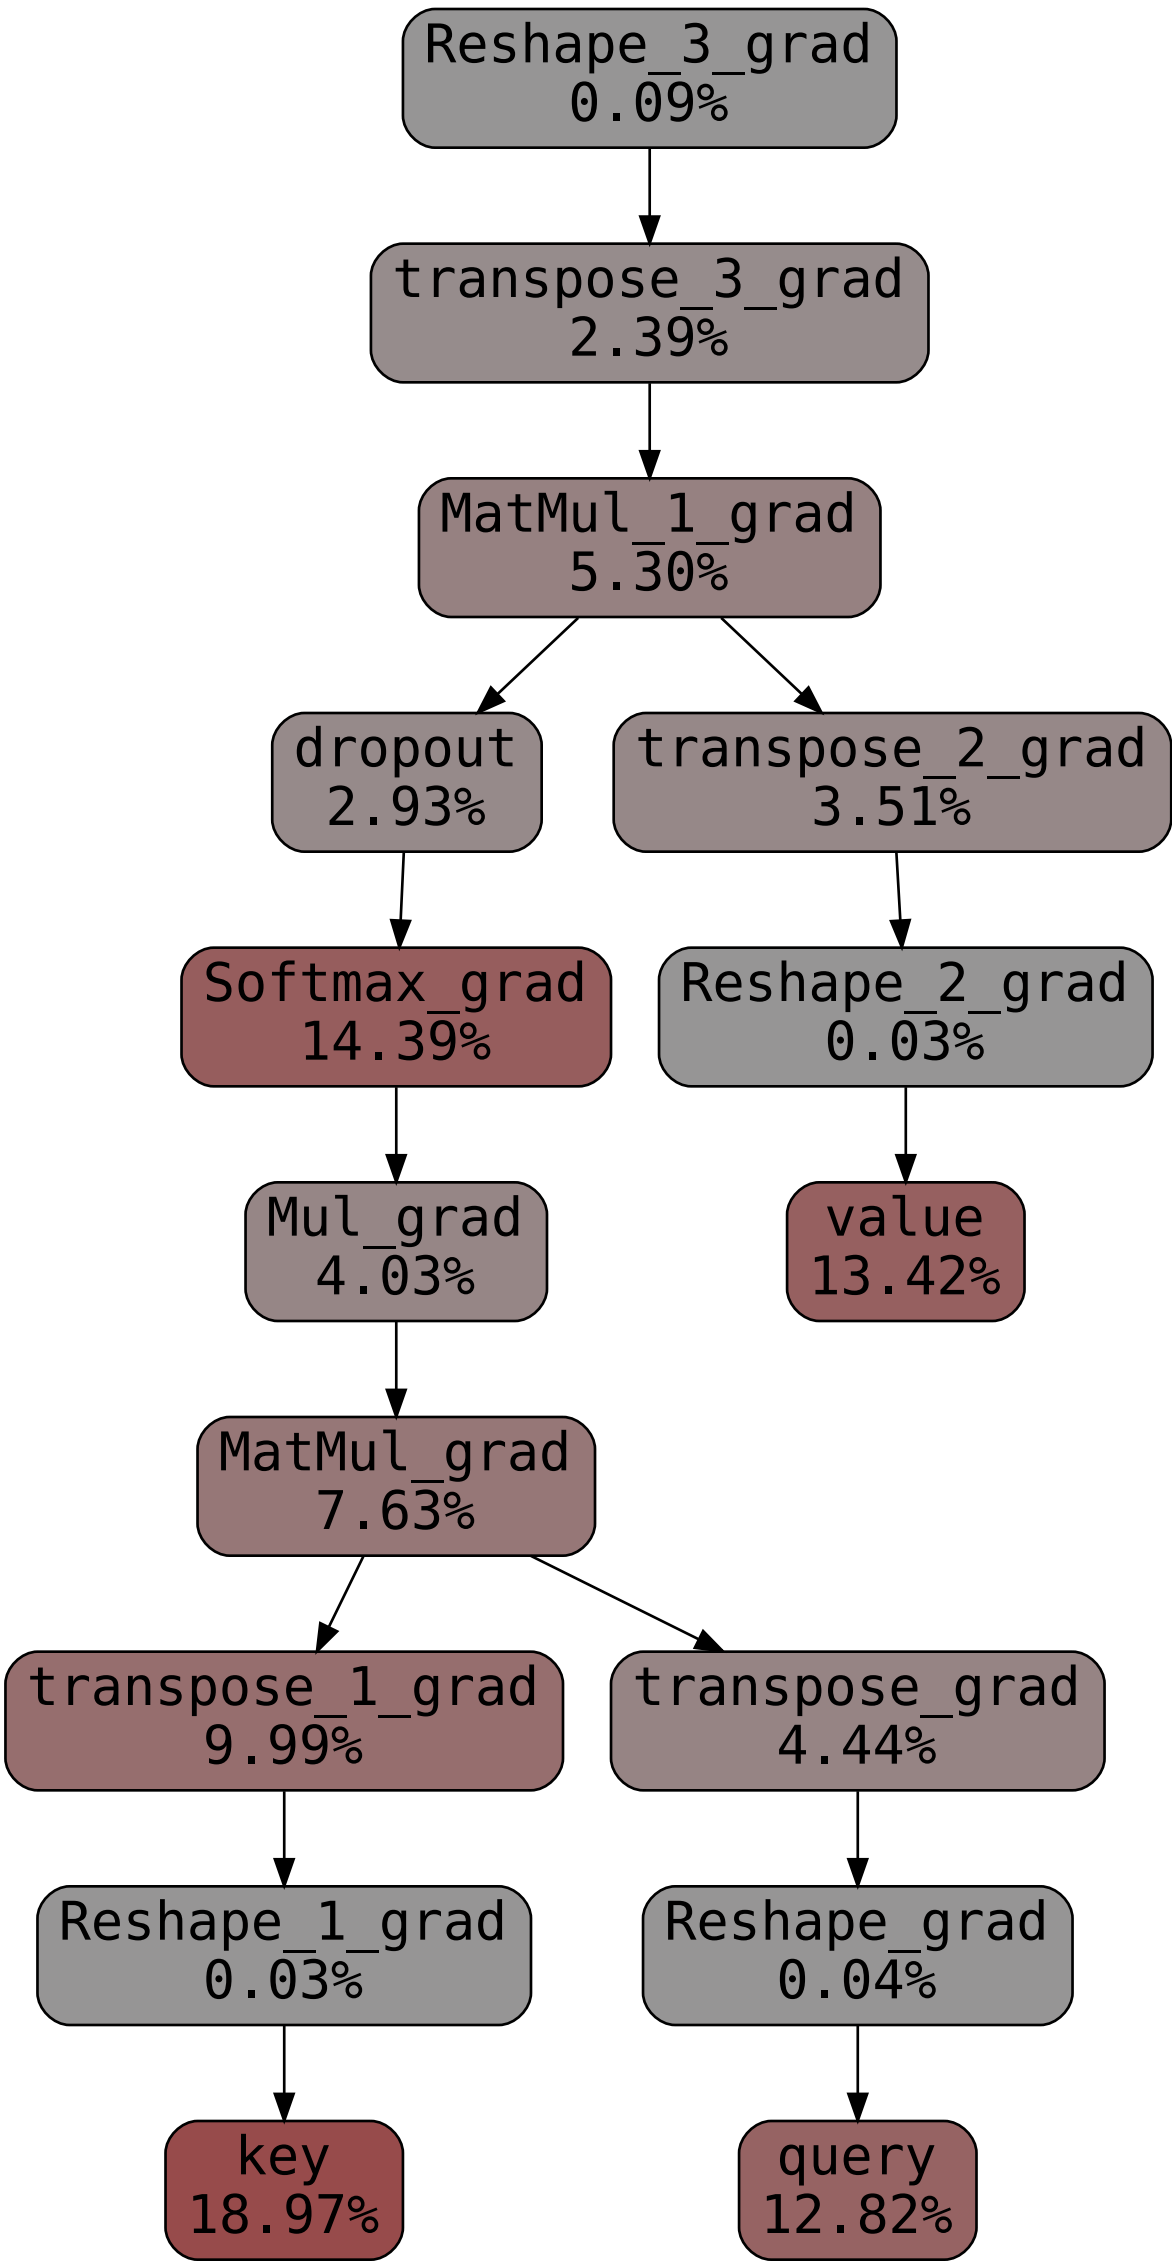 Reshape_3_grad
0.09%
transpose_3_grad
2.39%
MatMul_1_grad
5.30%
dropout
2.93%
transpose_2_grad
3.51%
Softmax_grad
14.39%
Reshape_2_grad
0.03%
Mul_grad
4.03%
value
13.42%
MatMul_grad
7.63%
transpose_1_grad
9.99%
transpose_grad
4.44%
Reshape_1_grad
0.03%
Reshape_grad
0.04%
key
18.97%
query
12.82%